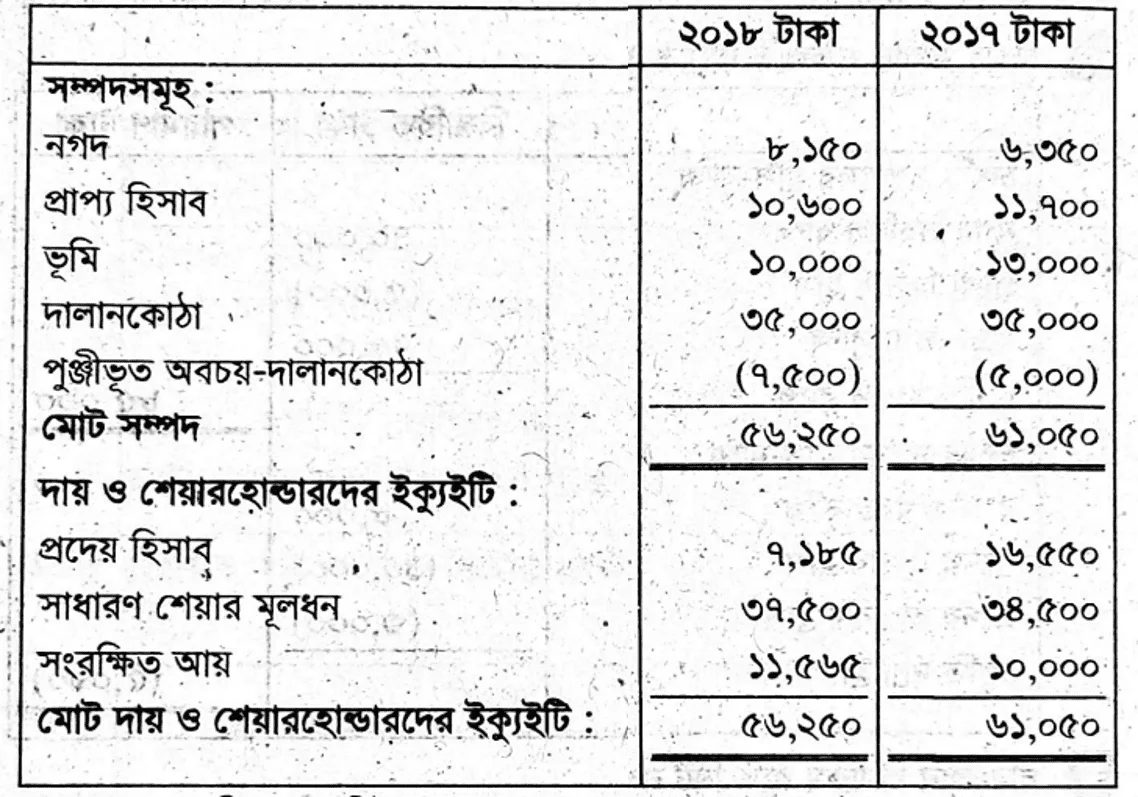 ২০১৮ টাকা ২০১৭ টাকা
সম্পদসমূহ :
নগদ ৮,১৫০ ৬,৩৫০
প্রাপ্য হিসাব ১০,৬০০ ১১,৭০০
ভূমি ১০,০০০ ১৩,০০০
দালানকোঠা ৩৫,০০০ ৩৫,০০০
পুঞ্জীভূত অবচয়-দালানকোঠা (৭,৫০০) (৫,০০০)
মোট সম্পদ ৫৬,২৫০ ৬১,০৫০
দায় ও শেয়ারহোল্ডারদের ইক্যুইটি :
প্রদেয় হিসাব ৭,১৮৫ ১৬,৫৫০
সাধারণ শেয়ার মূলধন ৩৭,৫০০ ৩৪,৫০০
সংরক্ষিত আয় ১১,৫৬৫ ১০,০০০
মোট দায় ও শেয়ারহোল্ডারদের ইক্যুইটি : ৫৬,২৫০ ৬১,০৫০